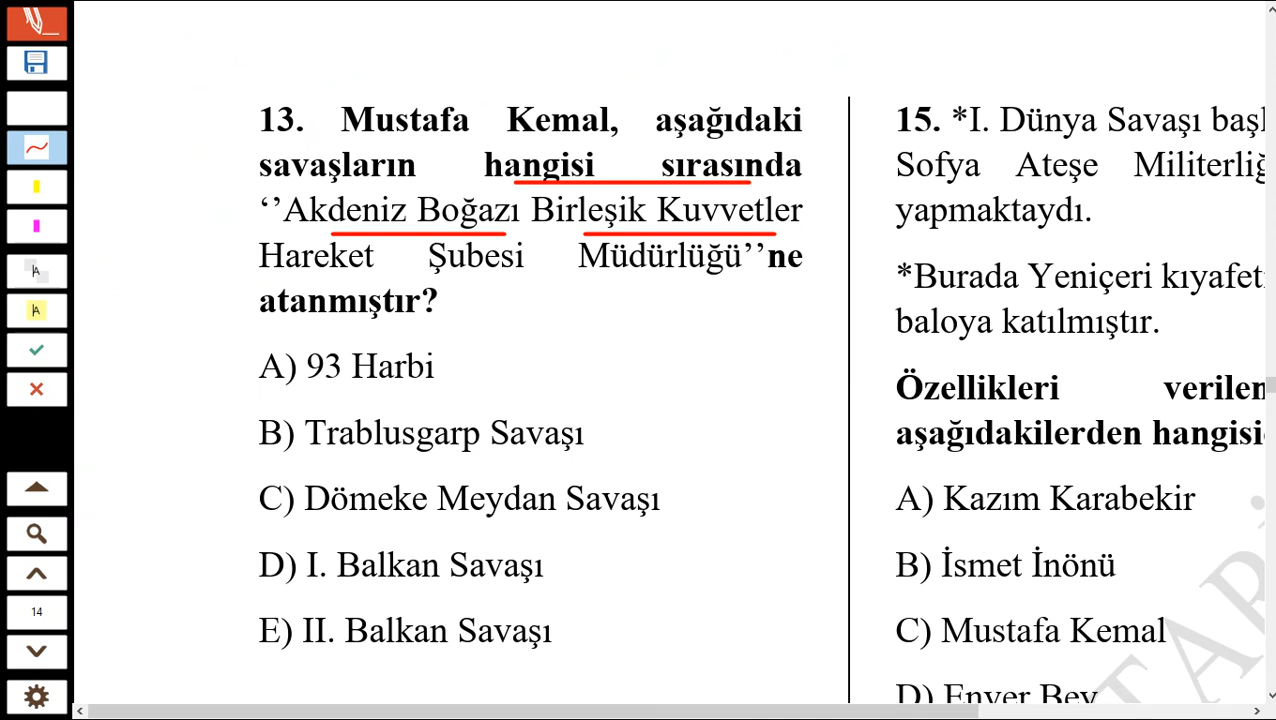 13. Mustafa Kemal, aşağıdaki
savaşların hangisi sırasında
‘‘Akdeniz Boğazı Birleşik Kuvvetler
Hareket Şubesi Müdürlüğü’’ne
atanmıştır?
A) 93 Harbi
B) Trablusgarp Savaşı
C) Dömeke Meydan Savaşı
D) I. Balkan Savaşı
E) II. Balkan Savaşı
15. *I. Dünya Savaşı başl
Sofya Ateşe Militerliğ
yapmaktaydı.
*Burada Yeniçeri kıyafeti
baloya katılmıştır.
Özellikleri verilen
aşağıdakilerden hangisi
A) Kazım Karabekir
B) İsmet İnönü
C) Mustafa Kemal
D) Enver Bey
14